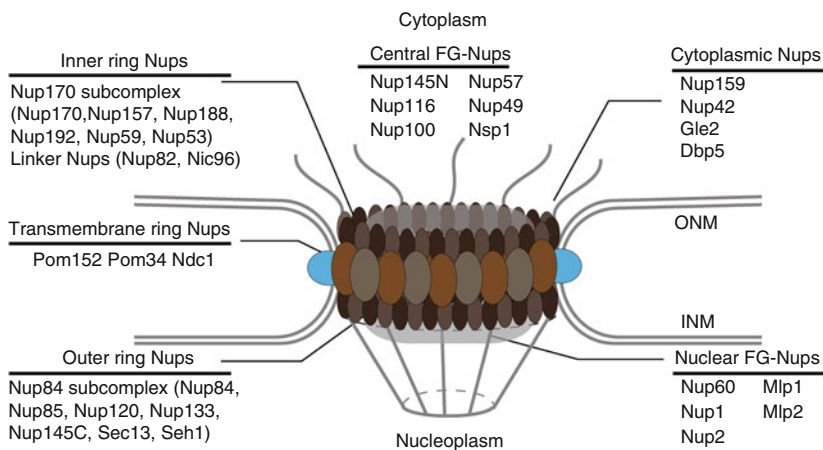 Cytoplasm
Inner ring Nups
Nup170 subcomplex
(Nup170,Nup157, Nup188,
Nup192, Nup59, Nup53)
Linker Nups (Nup82, Nic96)
Central FG-Nups
Nup145N Nup57
Nup116 Nup49
Nup100 Nsp1
Cytoplasmic Nups
Nup159
Nup42
Gle2
Dbp5
Transmembrane ring Nups
Pom152 Pom34 Ndc1
ONM
INM
Outer ring Nups
Nup84 subcomplex (Nup84,
Nup85, Nup120, Nup133,
Nup145C, Sec13, Seh1)
Nuclear FG-Nups
Nup60 Mlp1
Nup1 Mlp2
Nup2
Nucleoplasm